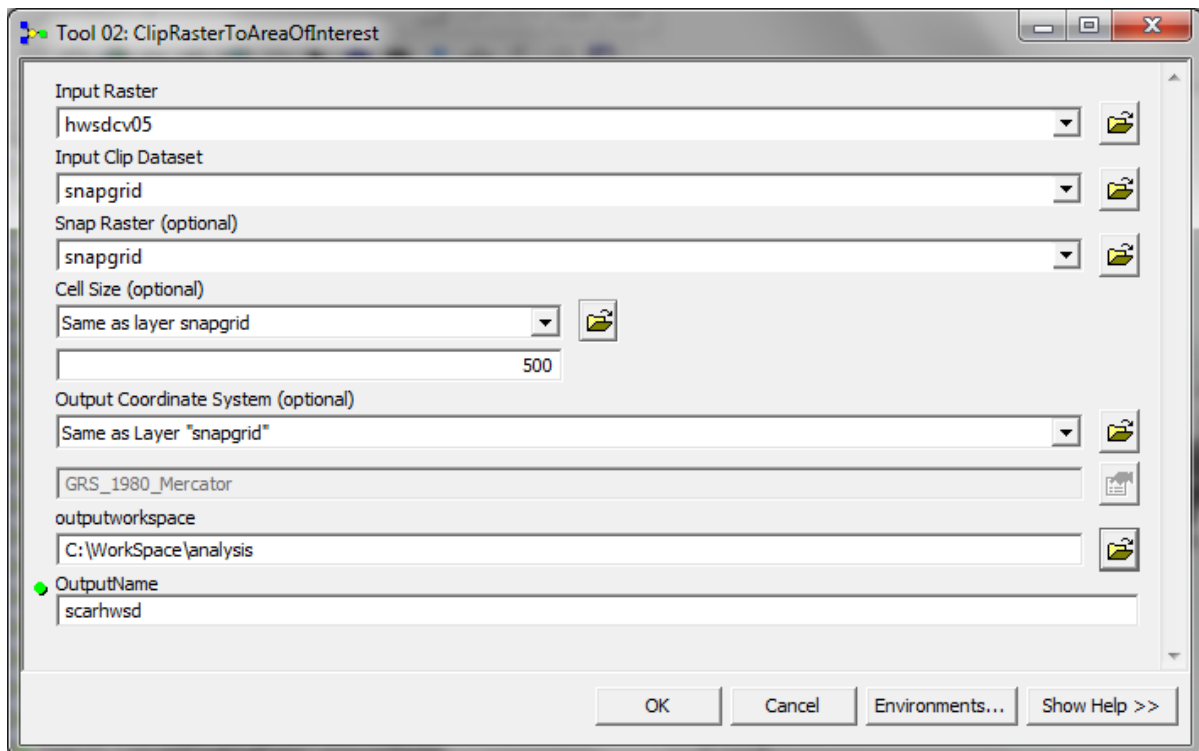 Tool 02: ClipRasterToAreaOfInterest
Input Raster
hwsdcv05
Input Clip Dataset
snapgrid
Snap Raster (optional)
snapgrid
Cell Size (optional)
Same as layer snapgrid
500
Output Coordinate System (optional)
Same as Layer "snapgrid"
GRS_1980_Mercator
outputworkspace
C:\WorkSpace\analysis
OutputName
scarhwsd
OK Cancel Environments... Show Help >>